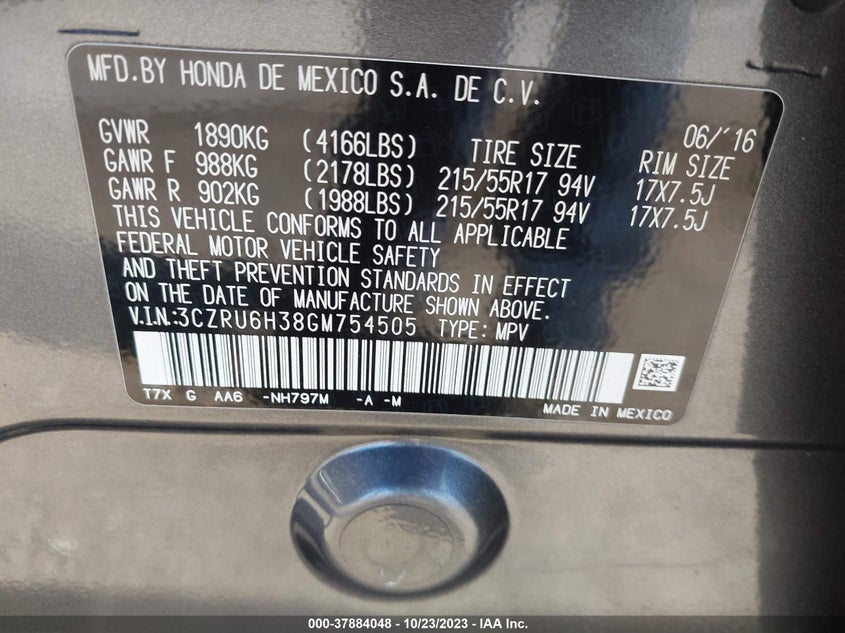 MFD.BY HONDA DE MEXICO S.A. DE C.V.
06/'16
GVWR 1890KG (4166LBS) TIRE SIZE RIM SIZE
GAWR F 988KG (2178LBS) 215/55R17 94V 17X7.5J
GAWR R 902KG (1988LBS) 215/55R17 94V 17X7.5J
THIS VEHICLE CONFORMS TO ALL APPLICABLE
FEDERAL MOTOR VEHICLE SAFETY
AND THEFT PREVENTION STANDARDS IN EFFECT
ON THE DATE OF MANUFACTURE SHOWN ABOVE.
V.I.N.:3CZRU6H38GM754505 TYPE: MPV
T7X G AA6 -NH797M -A -M
MADE IN MEXICO
000-37884048 | 10/23/2023 | IAA Inc.